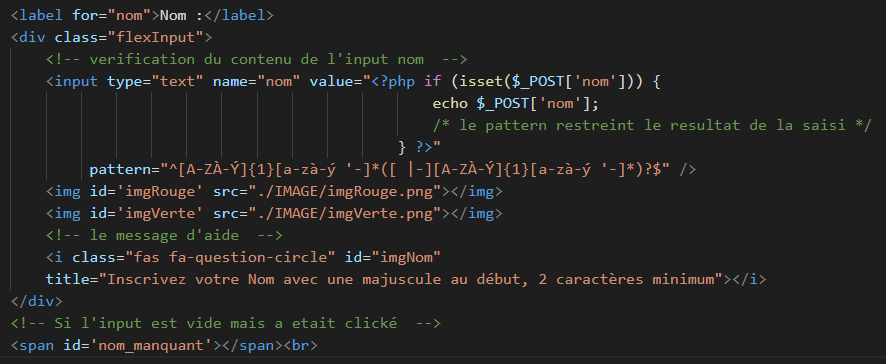 <label for="nom">Nom :</label>
<div class="flexInput">
<!-- verification du contenu de l'input nom  -->
<input type="text" name="nom" value="<?php if (isset($_POST['nom'])) {
echo $_POST['nom'];
/* le pattern restreint le resultat de la saisi */
} ?>"
pattern="^[A-ZÀ-Ý]{1}[a-zà-ý '-]*([ |-][A-ZÀ-Ý]{1}[a-zà-ý '-]*)?$" />
<img id='imgRouge' src="./IMAGE/imgRouge.png"></img>
<img id='imgVerte' src="./IMAGE/imgVerte.png"></img>
<!-- le message d'aide  -->
<i class="fas fa-question-circle" id="imgNom"
title="Inscrivez votre Nom avec une majuscule au début, 2 caractères minimum"></i>
</div>
<!-- Si l'input est vide mais a etait clické  -->
<span id='nom_manquant'></span><br>